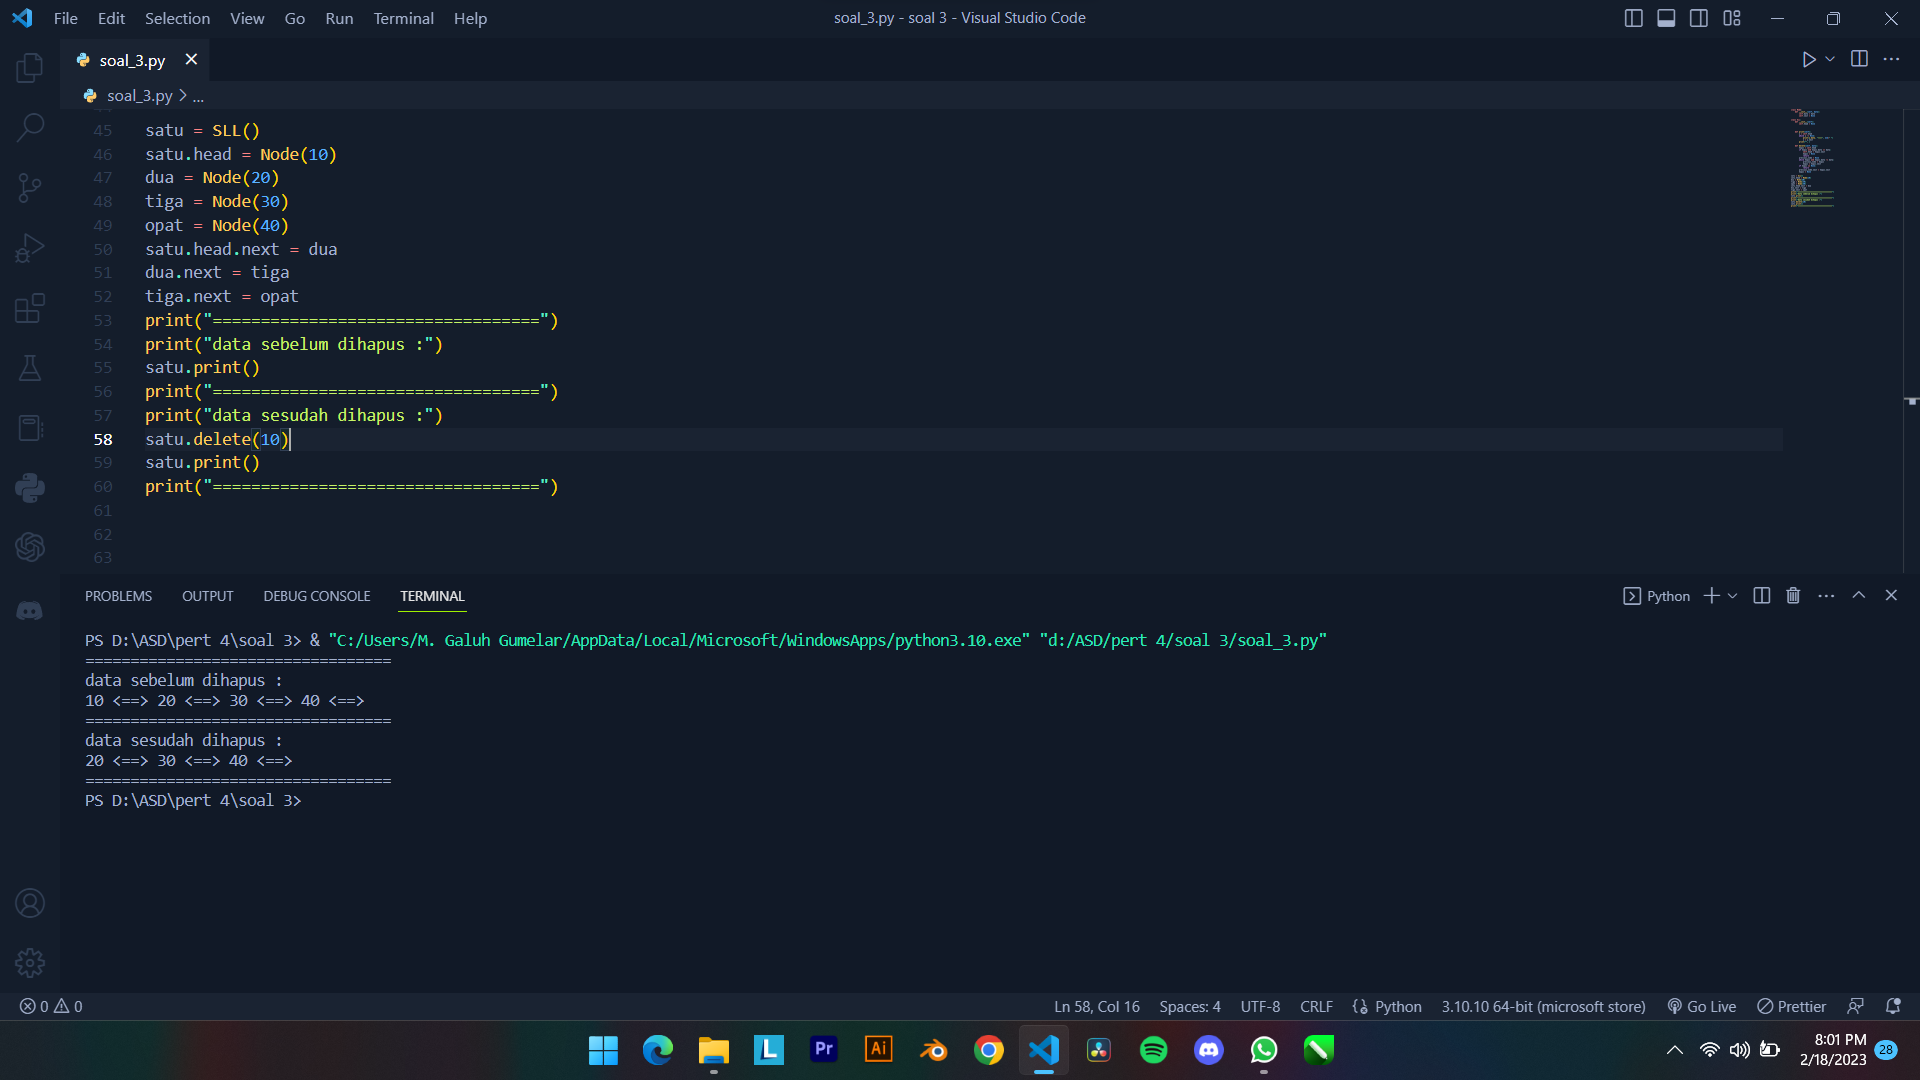 File Edit Selection View Go Run Terminal Help
soal_3.py - soal 3 - Visual Studio Code
soal_3.py
soal_3.py > ...
45 satu = SLL()
46 satu.head = Node(10)
47 dua = Node(20)
48 tiga = Node(30)
49 opat = Node(40)
50 satu.head.next = dua
51 dua.next = tiga
52 tiga.next = opat
53 print("==================================")
54 print("data sebelum dihapus :")
55 satu.print()
56 print("==================================")
57 print("data sesudah dihapus :")
58 satu.delete(10)
59 satu.print()
60 print("==================================")
61
62
63
PROBLEMS OUTPUT DEBUG CONSOLE TERMINAL
Python
PS D:\ASD\pert 4\soal 3> & "C:/Users/M. Galuh Gumelar/AppData/Local/Microsoft/WindowsApps/python3.10.exe" "d:/ASD/pert 4/soal 3/soal_3.py"
==================================
data sebelum dihapus :
10 <==> 20 <==> 30 <==> 40 <==>
==================================
data sesudah dihapus :
20 <==> 30 <==> 40 <==>
==================================
PS D:\ASD\pert 4\soal 3>
0 0
Ln 58, Col 16 Spaces: 4 UTF-8 CRLF Python 3.10.10 64-bit (microsoft store) Go Live Prettier
L Pr Ai
8:01 PM
2/18/2023 28